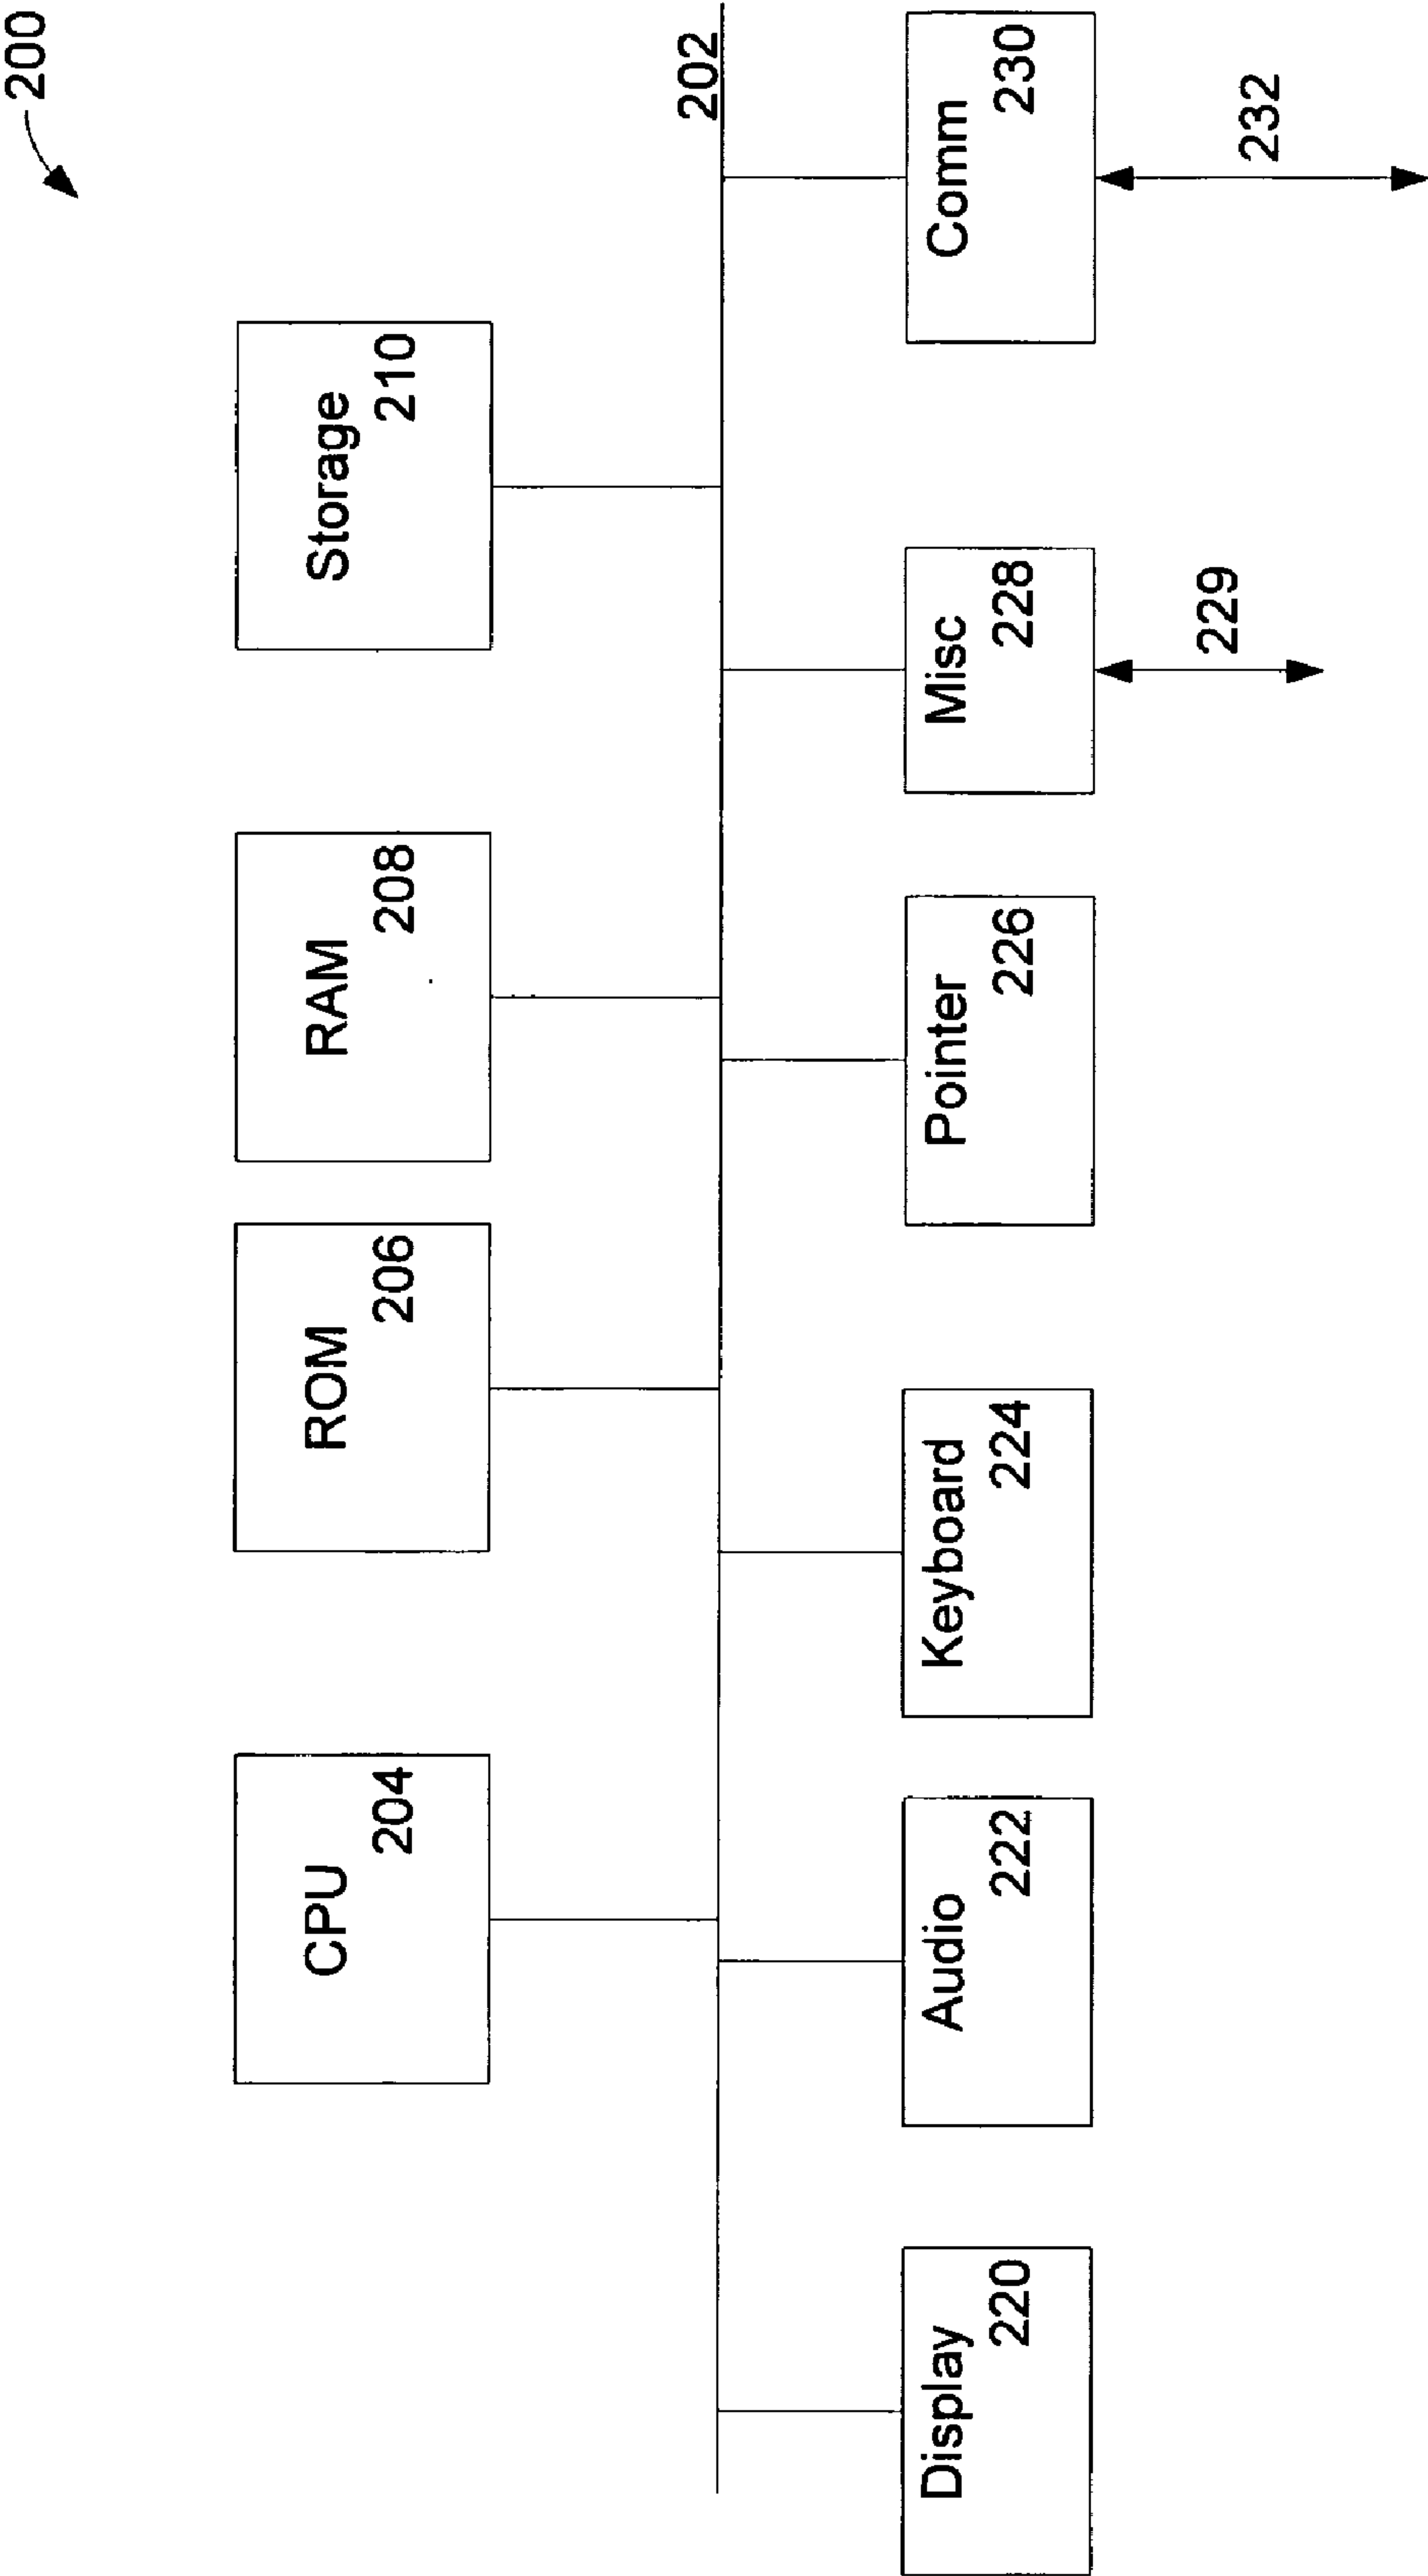 200
CPU
204
ROM
206
RAM
208
Storage
210
202
Display
220
Audio
222
Keyboard
224
Pointer
226
Misc
228
Comm
230
229
232